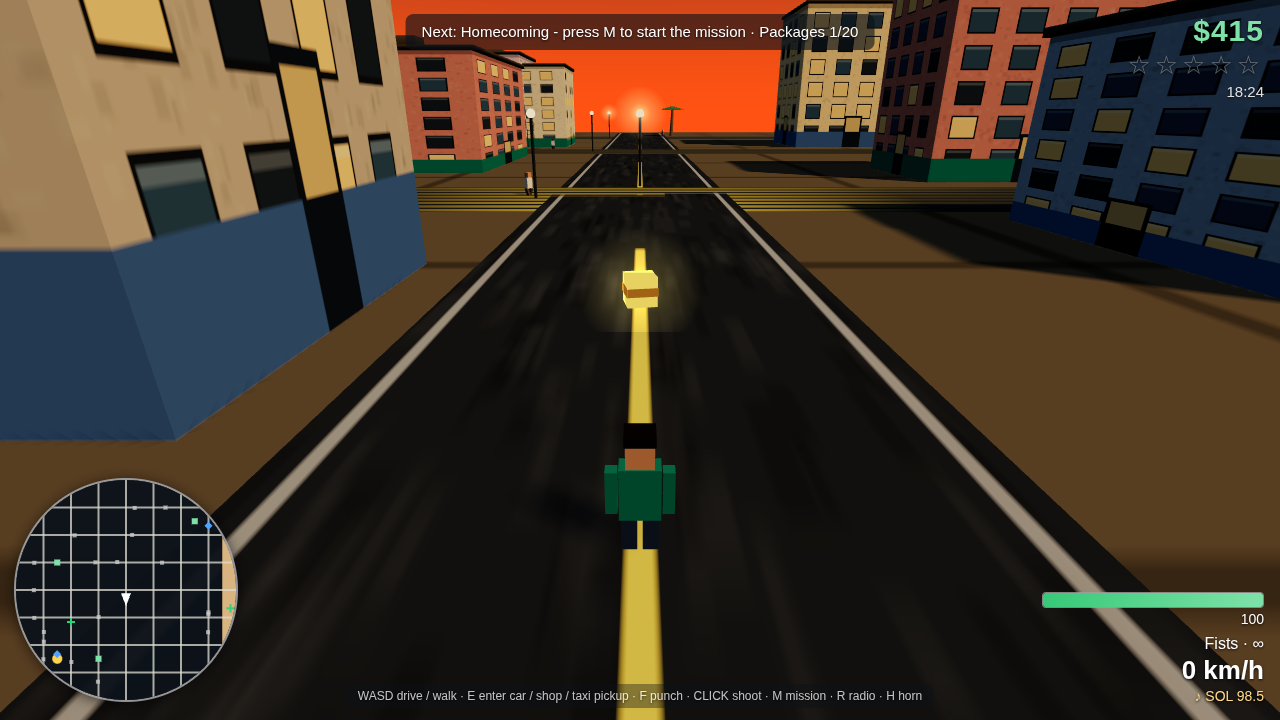 Next: Homecoming - press M to start the mission · Packages 1/20
$415
☆ ☆ ☆ ☆ ☆
18:24
100
Fists · ∞
0 km/h
♪ SOL 98.5
WASD drive / walk · E enter car / shop / taxi pickup · F punch · CLICK shoot · M mission · R radio · H horn